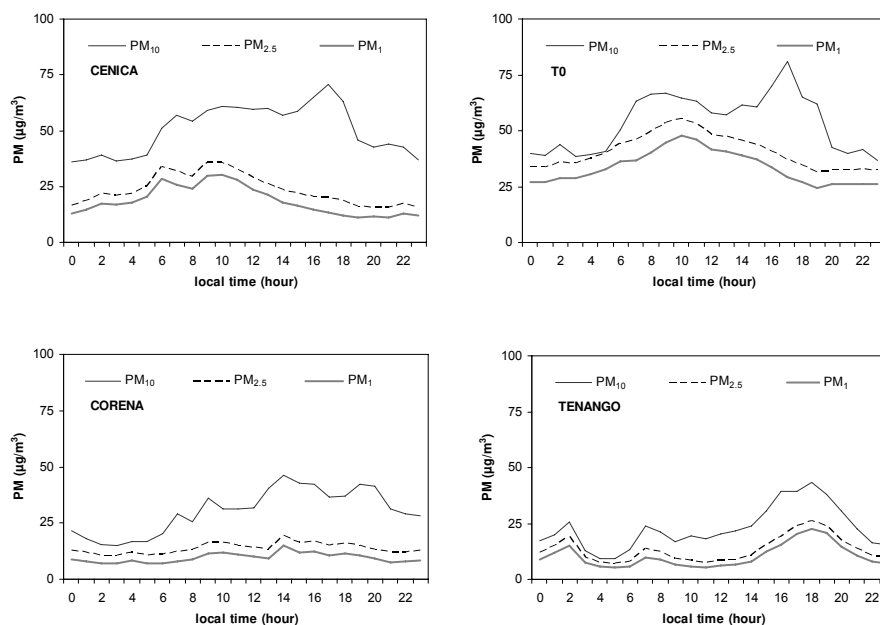 100
75
50
25
0
PM (µg/m³)
PM₁₀ PM₂.₅ PM₁
CENICA
0 2 4 6 8 10 12 14 16 18 20 22
local time (hour)
100
75
50
25
0
PM (µg/m³)
PM₁₀ PM₂.₅ PM₁
T0
0 2 4 6 8 10 12 14 16 18 20 22
local time (hour)
100
75
50
25
0
PM (µg/m³)
PM₁₀ PM₂.₅ PM₁
CORENA
0 2 4 6 8 10 12 14 16 18 20 22
local time (hour)
100
75
50
25
0
PM (µg/m³)
PM₁₀ PM₂.₅ PM₁
TENANGO
0 2 4 6 8 10 12 14 16 18 20 22
local time (hour)